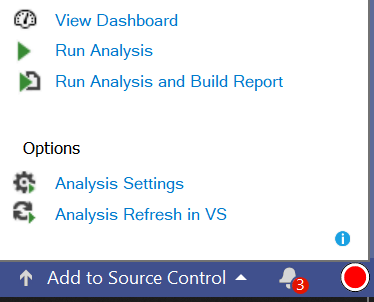 View Dashboard
Run Analysis
Run Analysis and Build Report
Options
Analysis Settings
Analysis Refresh in VS
Add to Source Control
3